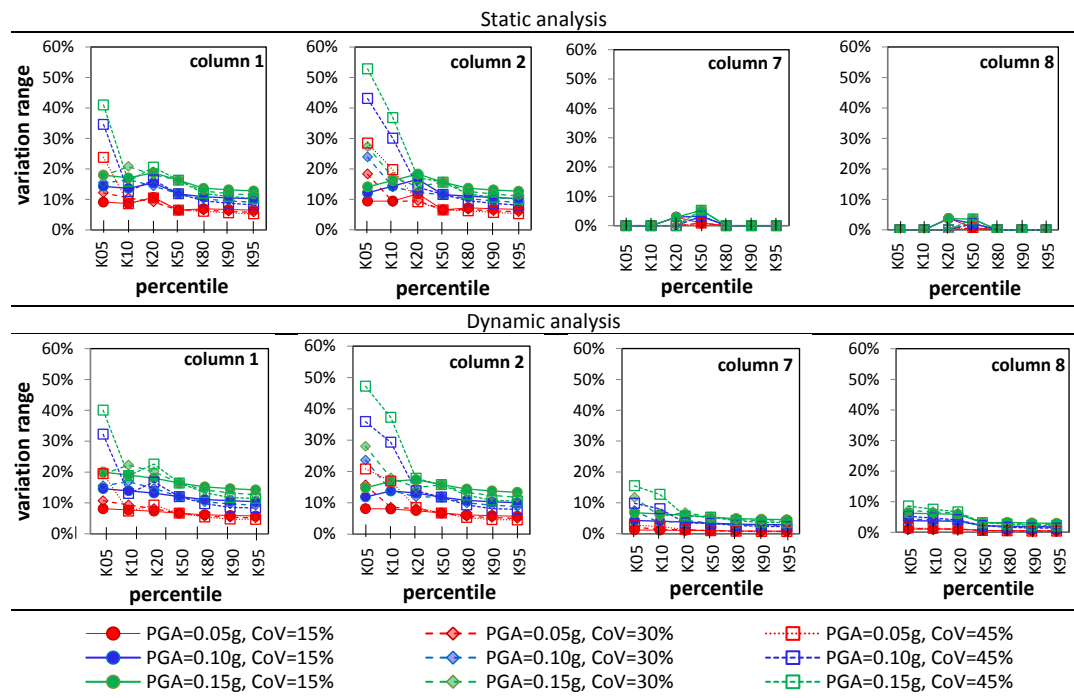 Static analysis
column 1
column 2
column 7
column 8
variation range
60%
50%
40%
30%
20%
10%
0%
K05
K10
K20
K50
K80
K90
K95
percentile
60%
50%
40%
30%
20%
10%
0%
K05
K10
K20
K50
K80
K90
K95
percentile
60%
50%
40%
30%
20%
10%
0%
K05
K10
K20
K50
K80
K90
K95
percentile
60%
50%
40%
30%
20%
10%
0%
K05
K10
K20
K50
K80
K90
K95
percentile
Dynamic analysis
column 1
column 2
column 7
column 8
variation range
60%
50%
40%
30%
20%
10%
0%
K05
K10
K20
K50
K80
K90
K95
percentile
60%
50%
40%
30%
20%
10%
0%
K05
K10
K20
K50
K80
K90
K95
percentile
60%
50%
40%
30%
20%
10%
0%
K05
K10
K20
K50
K80
K90
K95
percentile
60%
50%
40%
30%
20%
10%
0%
K05
K10
K20
K50
K80
K90
K95
percentile
PGA=0.05g, CoV=15% PGA=0.05g, CoV=30% PGA=0.05g, CoV=45%
PGA=0.10g, CoV=15% PGA=0.10g, CoV=30% PGA=0.10g, CoV=45%
PGA=0.15g, CoV=15% PGA=0.15g, CoV=30% PGA=0.15g, CoV=45%